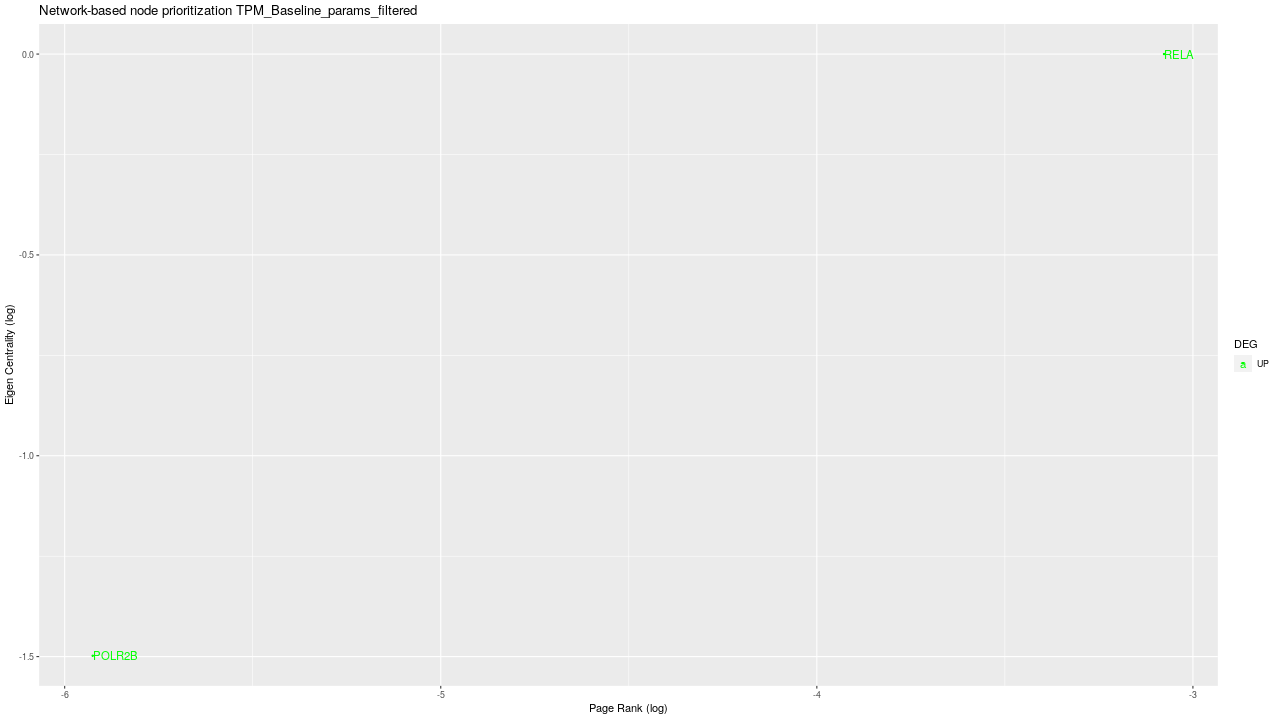 Network-based node prioritization TPM_Baseline_params_filtered
0.0
-0.5
-1.0
-1.5
Eigen Centrality (log)
RELA
POLR2B
-6
-5
-4
-3
Page Rank (log)
DEG
a UP